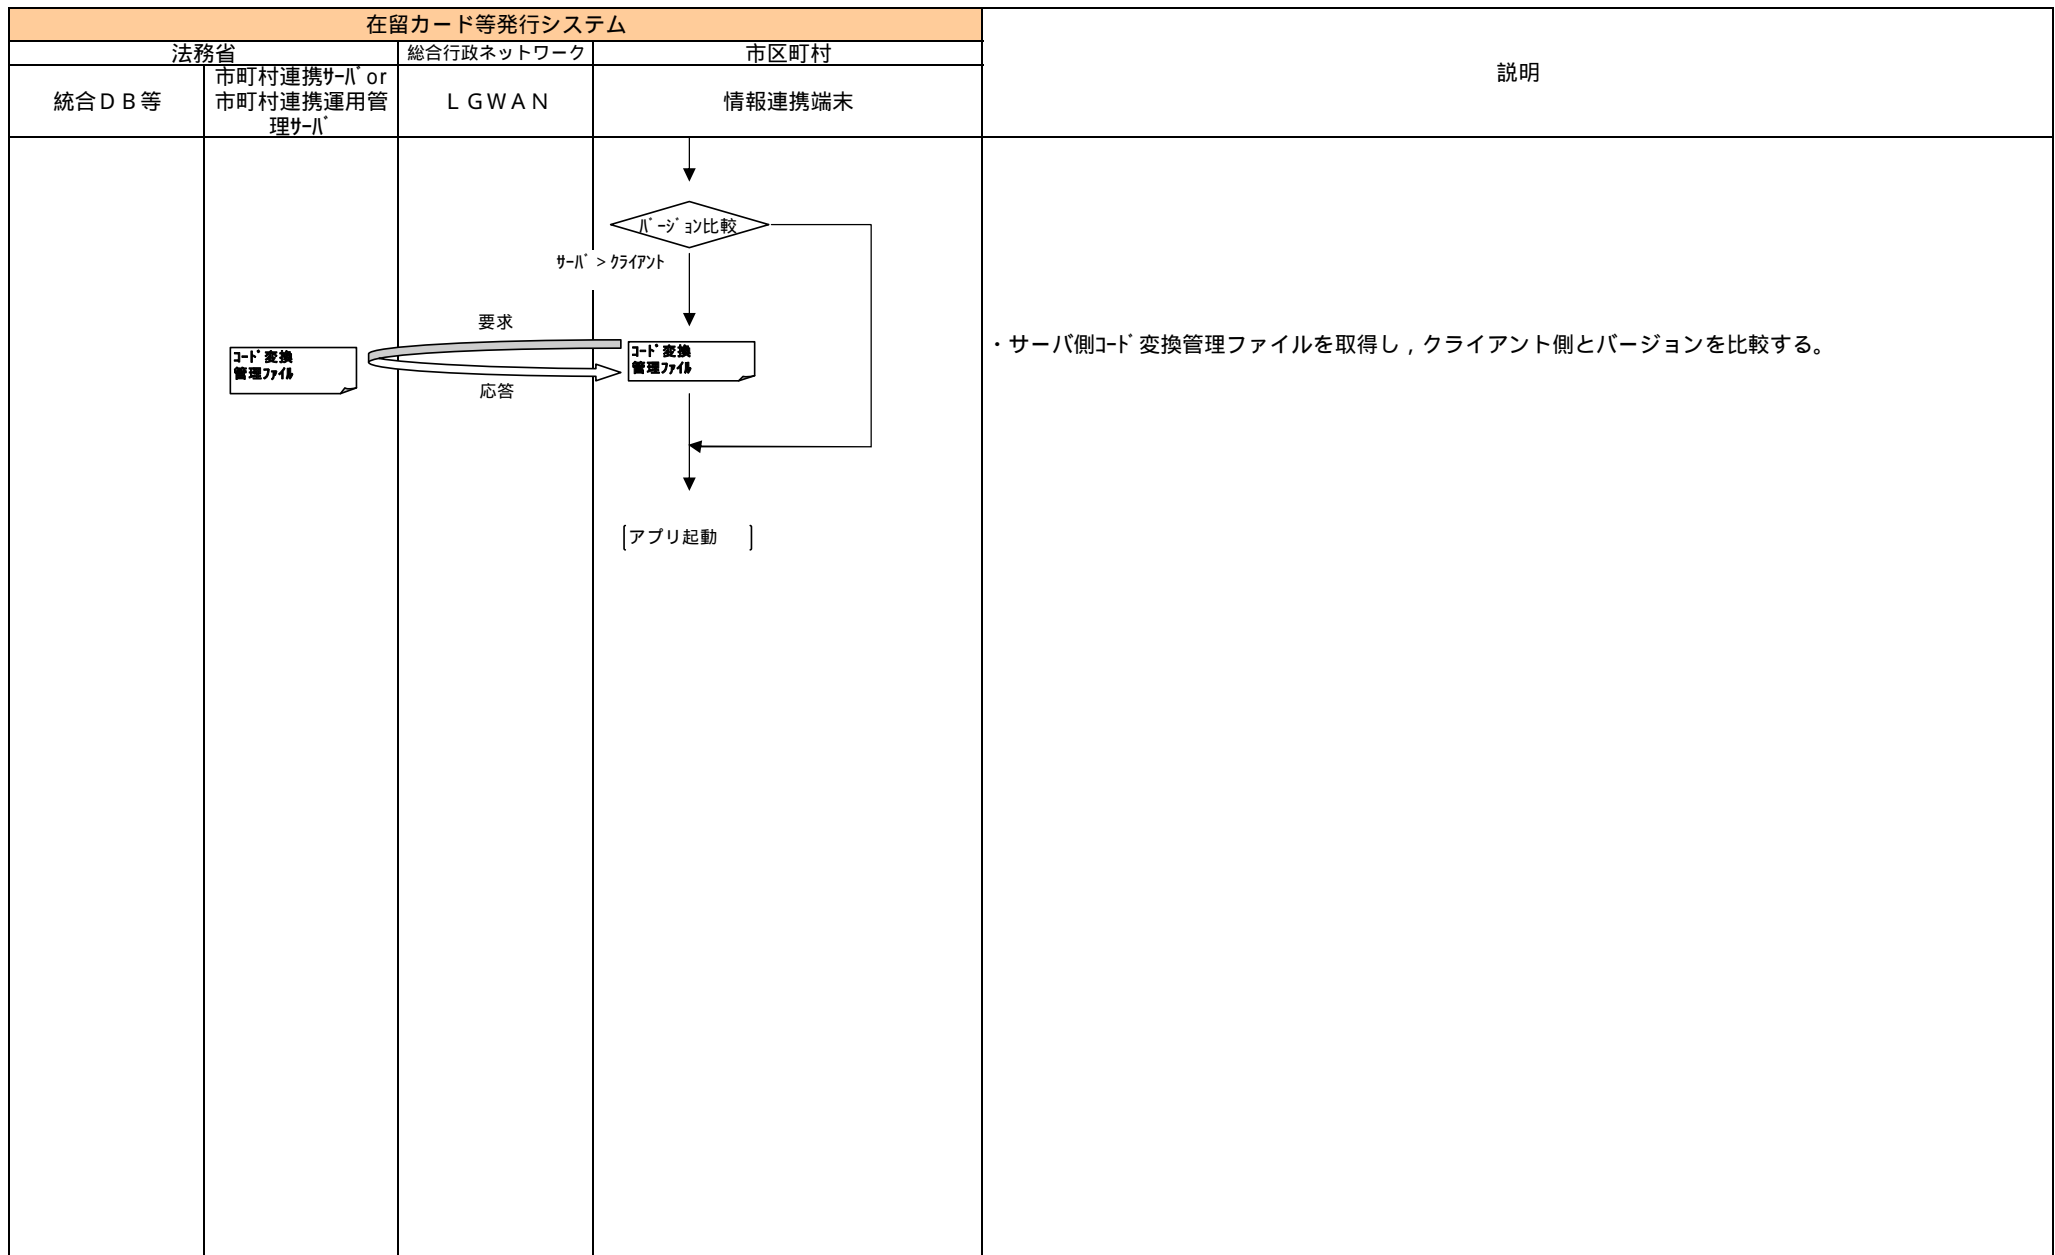 在留カード等発行システム
法務省
総合行政ネットワーク
市区町村
説明
統合ＤＢ等
市町村連携ｻｰﾊﾞor
市町村連携運用管
理ｻｰﾊﾞ
ＬＧＷＡＮ
情報連携端末
ﾊﾞｰｼﾞｮﾝ比較
ｻｰﾊﾞ＞ｸﾗｲｱﾝﾄ
要求
ｺｰﾄﾞ変換
管理ﾌｧｲﾙ
ｺｰﾄﾞ変換
管理ﾌｧｲﾙ
・サーバ側ｺｰﾄﾞ変換管理ファイルを取得し，クライアント側とバージョンを比較する。
応答
［アプリ起動　］